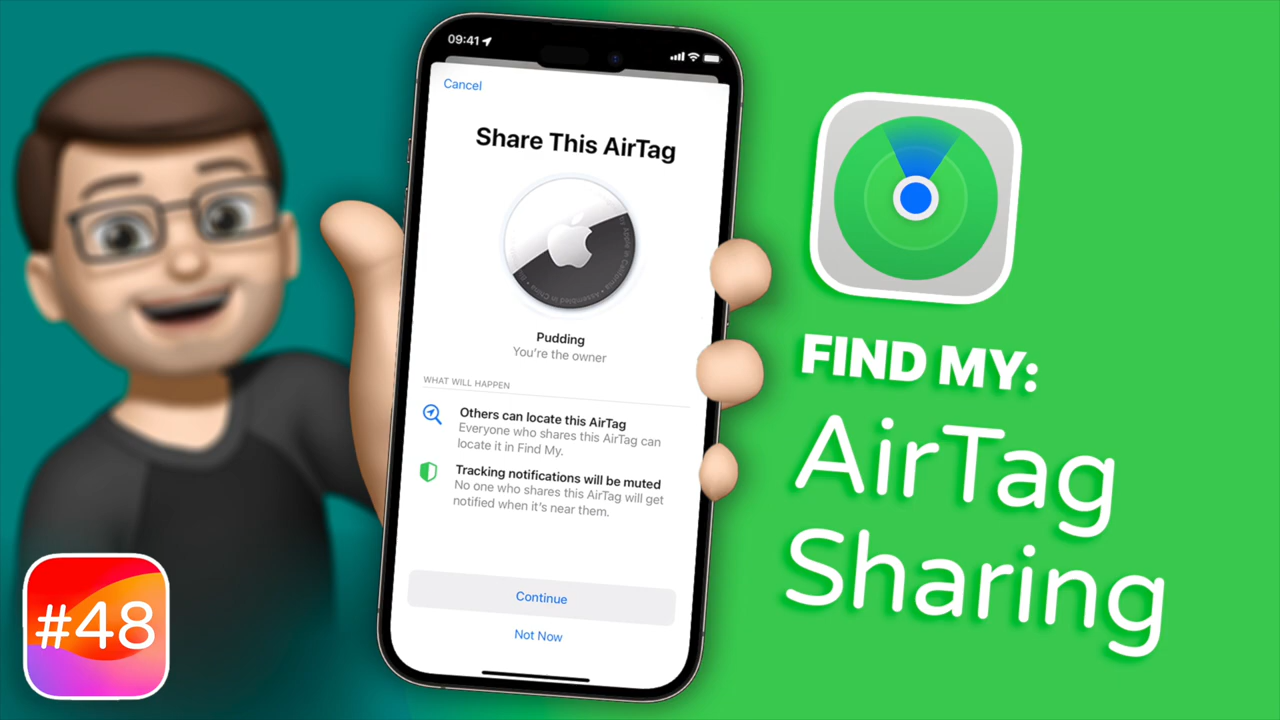 09:41
Cancel
Share This AirTag
Pudding
You're the owner
WHAT WILL HAPPEN
Others can locate this AirTag
Everyone who shares this AirTag can
locate it in Find My.
Tracking notifications will be muted
No one who shares this AirTag will get
notified when it's near them.
Continue
Not Now
FIND MY:
AirTag
Sharing
#48